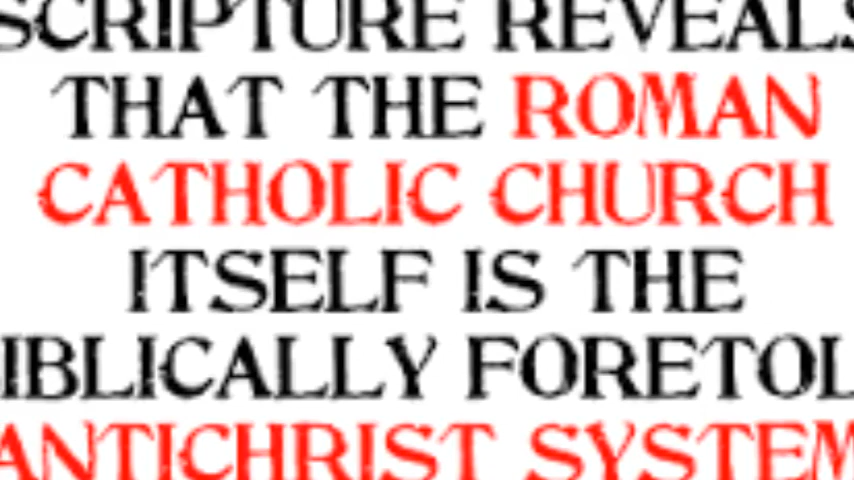 SCRIPTURE REVEALS
THAT THE ROMAN
CATHOLIC CHURCH
ITSELF IS THE
IBLICALLY FORETOL
ANTICHRIST SYSTEM